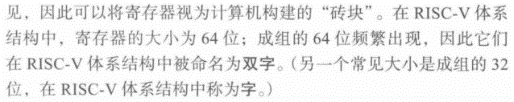 见，因此可以将寄存器视为计算机构建的“砖块”。在 RISC-V 体系
结构中，寄存器的大小为 64 位；成组的 64 位频繁出现，因此它们
在 RISC-V 体系结构中被命名为双字。（另一个常见大小是成组的 32
位，在 RISC-V 体系结构中称为字。）